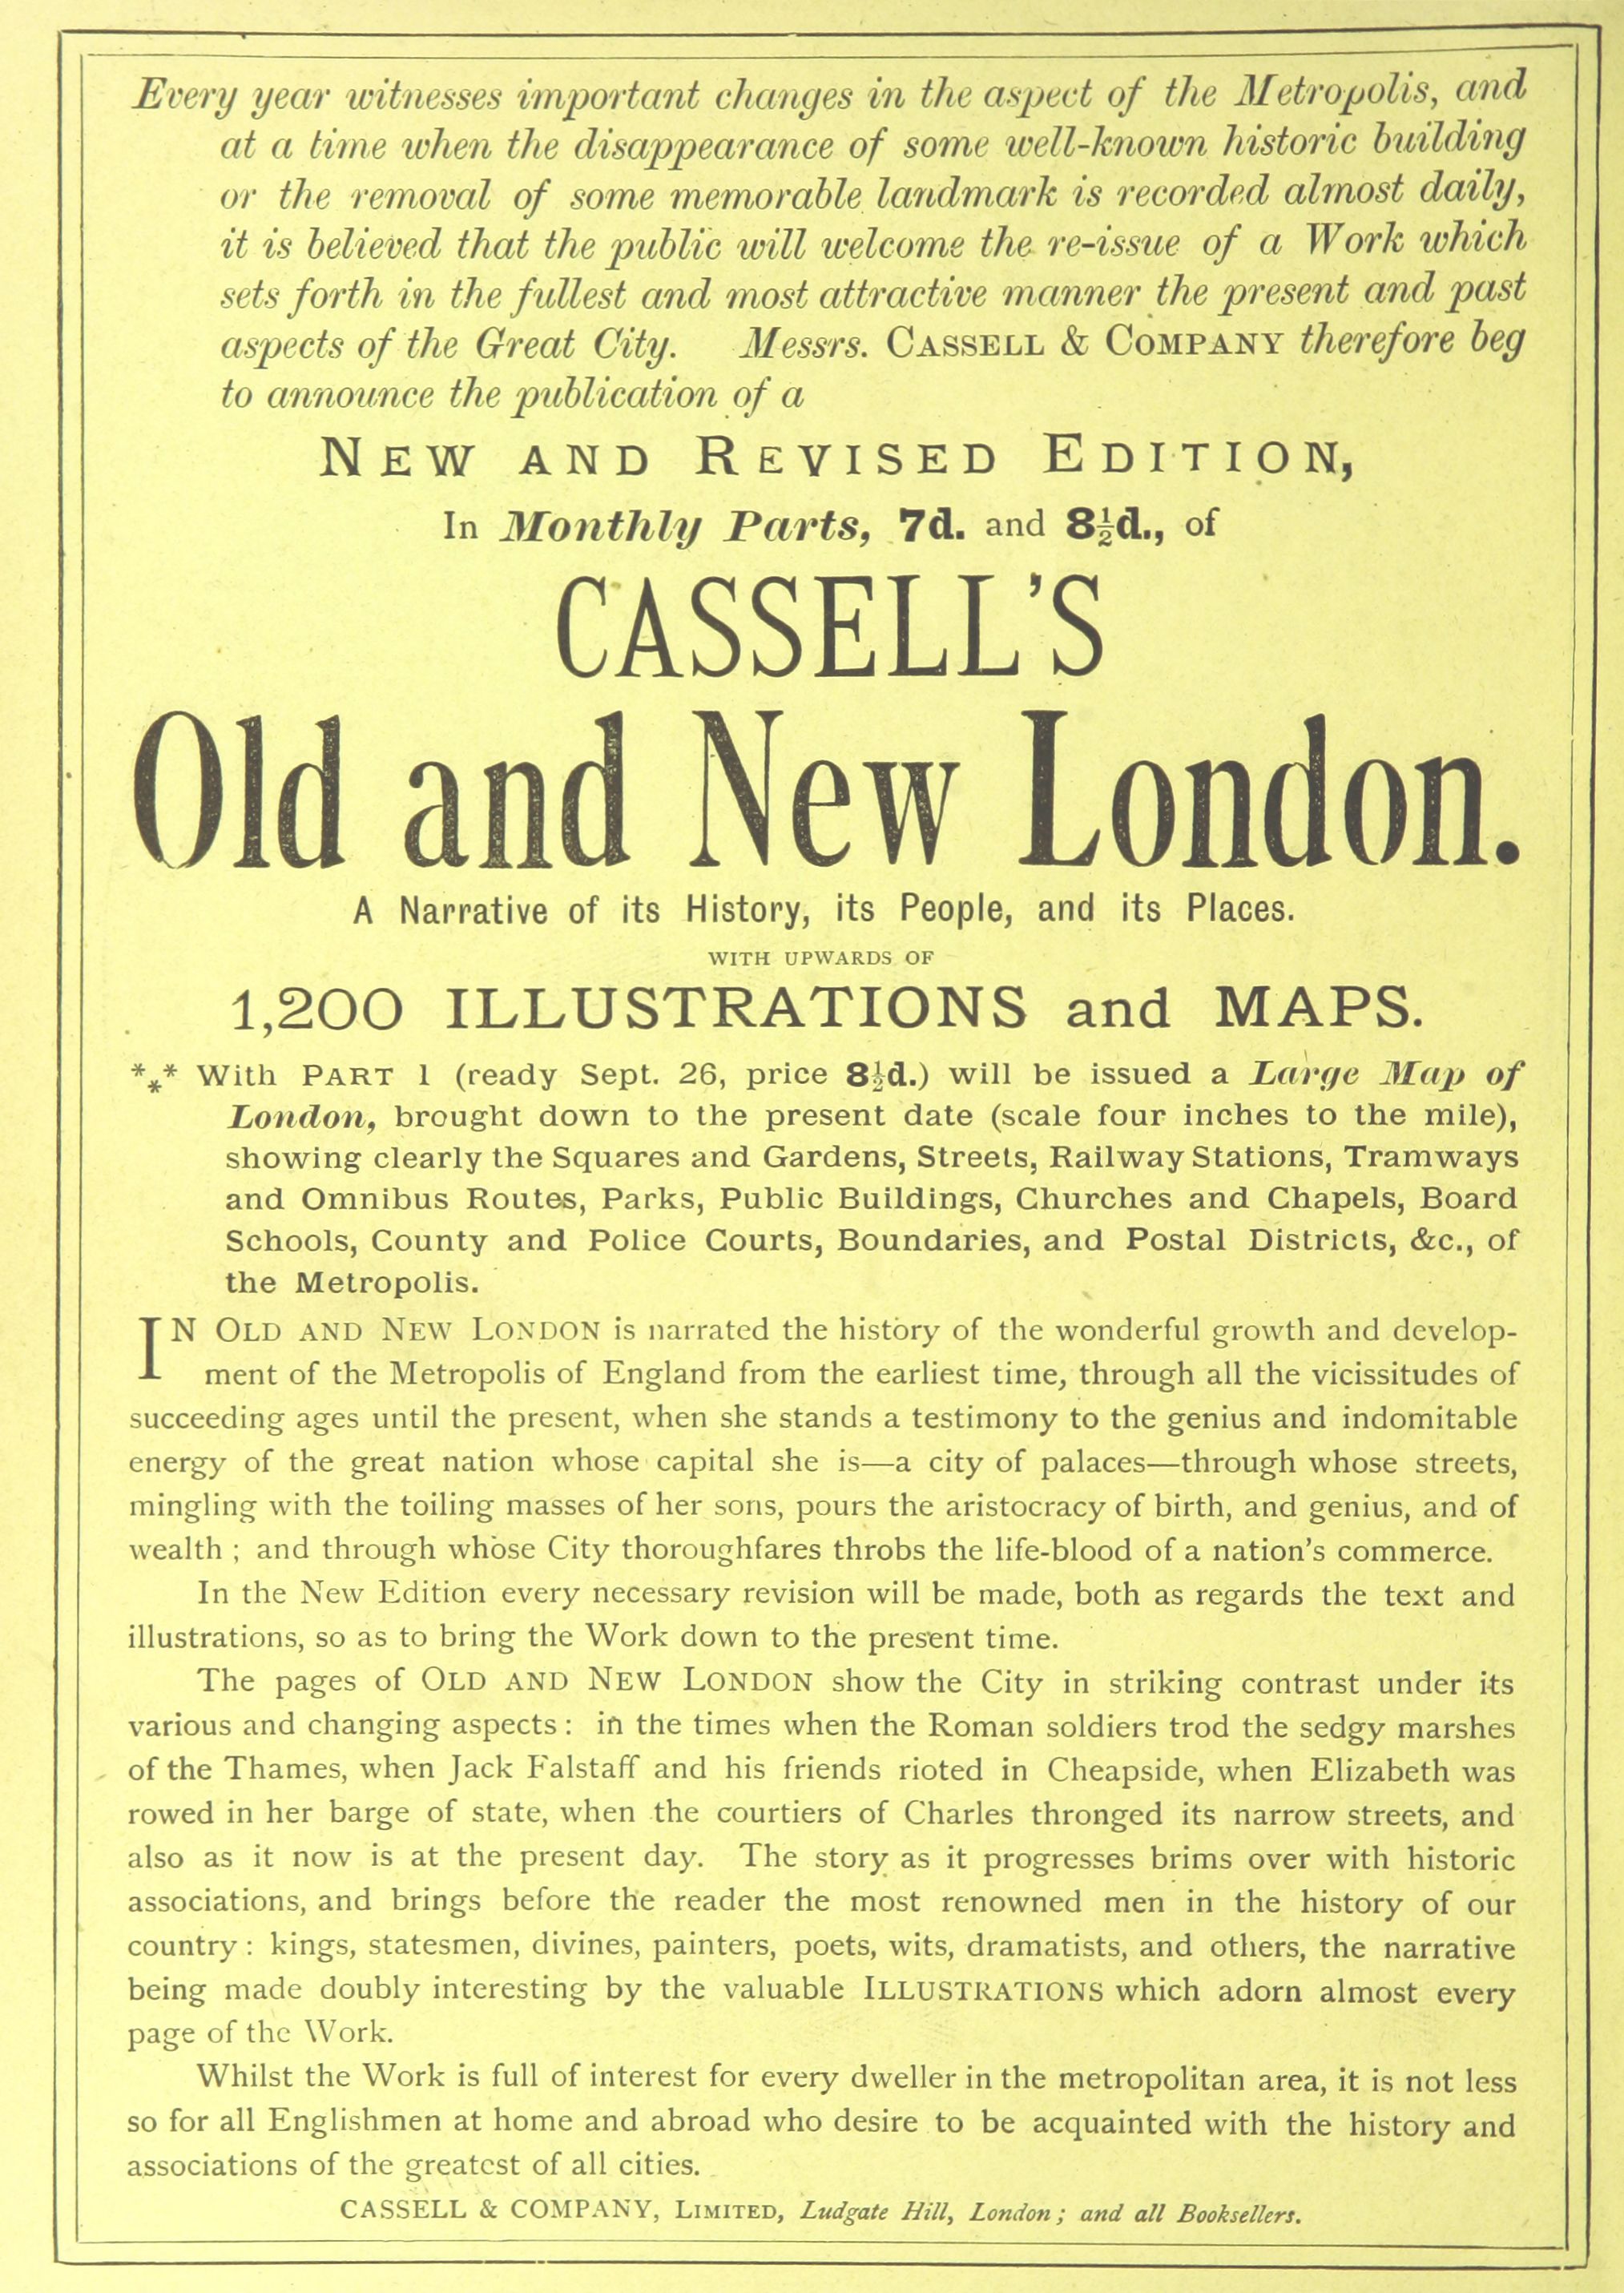 Every year witnesses important changes in the aspect of the Metropolis, and
at a time when the disappearance of some well-known historic building
or the removal of some memorable landmark is recorded almost daily,
it is believed that the public will welcome the re-issue of a Work which
sets forth in the fullest and most attractive manner the present and past
aspects of the Great City. Messrs. CASSELL & COMPANY therefore beg
to announce the publication of a
NEW AND REVISED EDITION,
In Monthly Parts, 7d. and 8½d., of
CASSELL'S
Old and New London.
A Narrative of its History, its People, and its Places.
WITH UPWARDS OF
1,200 ILLUSTRATIONS and MAPS.
*** With PART 1 (ready Sept. 26, price 8½d.) will be issued a Large Map of
London, brought down to the present date (scale four inches to the mile),
showing clearly the Squares and Gardens, Streets, Railway Stations, Tramways
and Omnibus Routes, Parks, Public Buildings, Churches and Chapels, Board
Schools, County and Police Courts, Boundaries, and Postal Districts, &c., of
the Metropolis.
IN OLD AND NEW LONDON is narrated the history of the wonderful growth and develop-
ment of the Metropolis of England from the earliest time, through all the vicissitudes of
succeeding ages until the present, when she stands a testimony to the genius and indomitable
energy of the great nation whose capital she is—a city of palaces—through whose streets,
mingling with the toiling masses of her sons, pours the aristocracy of birth, and genius, and of
wealth ; and through whose City thoroughfares throbs the life-blood of a nation's commerce.
In the New Edition every necessary revision will be made, both as regards the text and
illustrations, so as to bring the Work down to the present time.
The pages of OLD AND NEW LONDON show the City in striking contrast under its
various and changing aspects : in the times when the Roman soldiers trod the sedgy marshes
of the Thames, when Jack Falstaff and his friends rioted in Cheapside, when Elizabeth was
rowed in her barge of state, when the courtiers of Charles thronged its narrow streets, and
also as it now is at the present day. The story as it progresses brims over with historic
associations, and brings before the reader the most renowned men in the history of our
country : kings, statesmen, divines, painters, poets, wits, dramatists, and others, the narrative
being made doubly interesting by the valuable ILLUSTRATIONS which adorn almost every
page of the Work.
Whilst the Work is full of interest for every dweller in the metropolitan area, it is not less
so for all Englishmen at home and abroad who desire to be acquainted with the history and
associations of the greatest of all cities.
CASSELL & COMPANY, LIMITED, Ludgate Hill, London ; and all Booksellers.